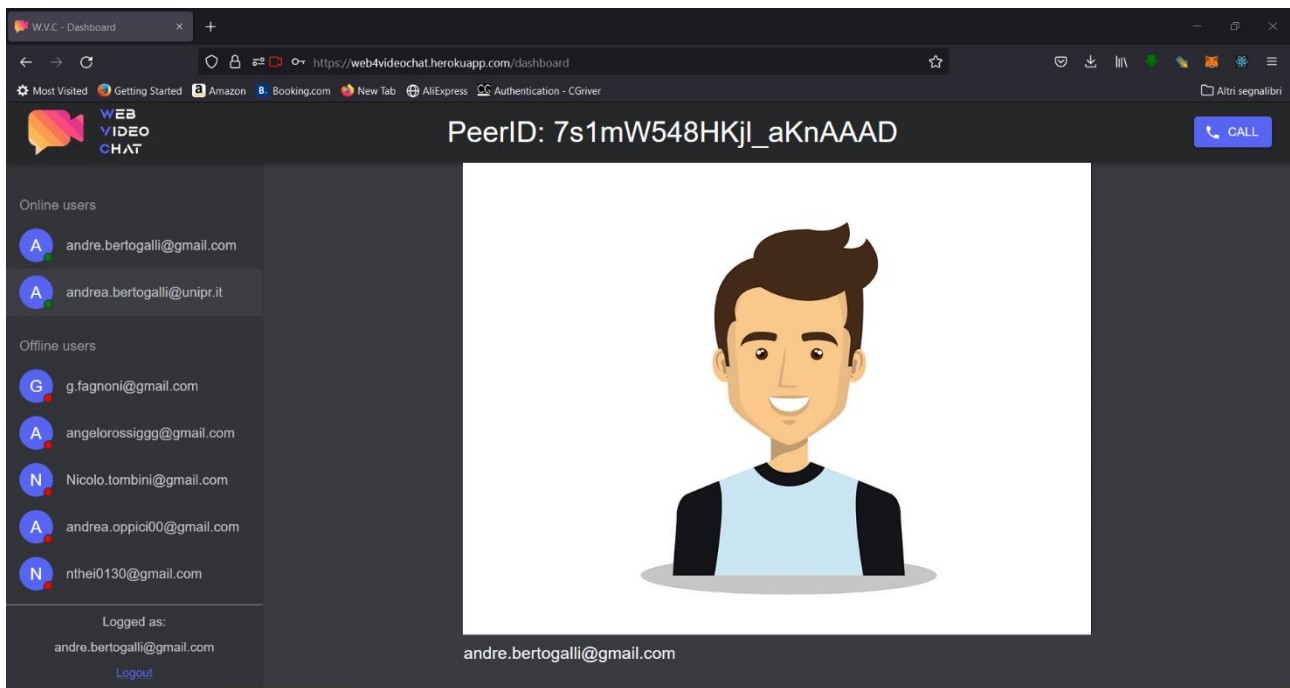 W.V.C - Dashboard
https://web4videochat.herokuapp.com/dashboard
Most Visited Getting Started Amazon Booking.com New Tab AliExpress Authentication - CGriver Altri segnalibri
WEB
VIDEO
CHAT
PeerID: 7s1mW548HKjI_aKnAAAD
CALL
Online users
A andre.bertogalli@gmail.com
A andrea.bertogalli@unipr.it
Offline users
G g.fagnoni@gmail.com
A angelorossiggg@gmail.com
N Nicolo.tombini@gmail.com
A andrea.oppici00@gmail.com
N nthei0130@gmail.com
Logged as:
andre.bertogalli@gmail.com
Logout
andre.bertogalli@gmail.com